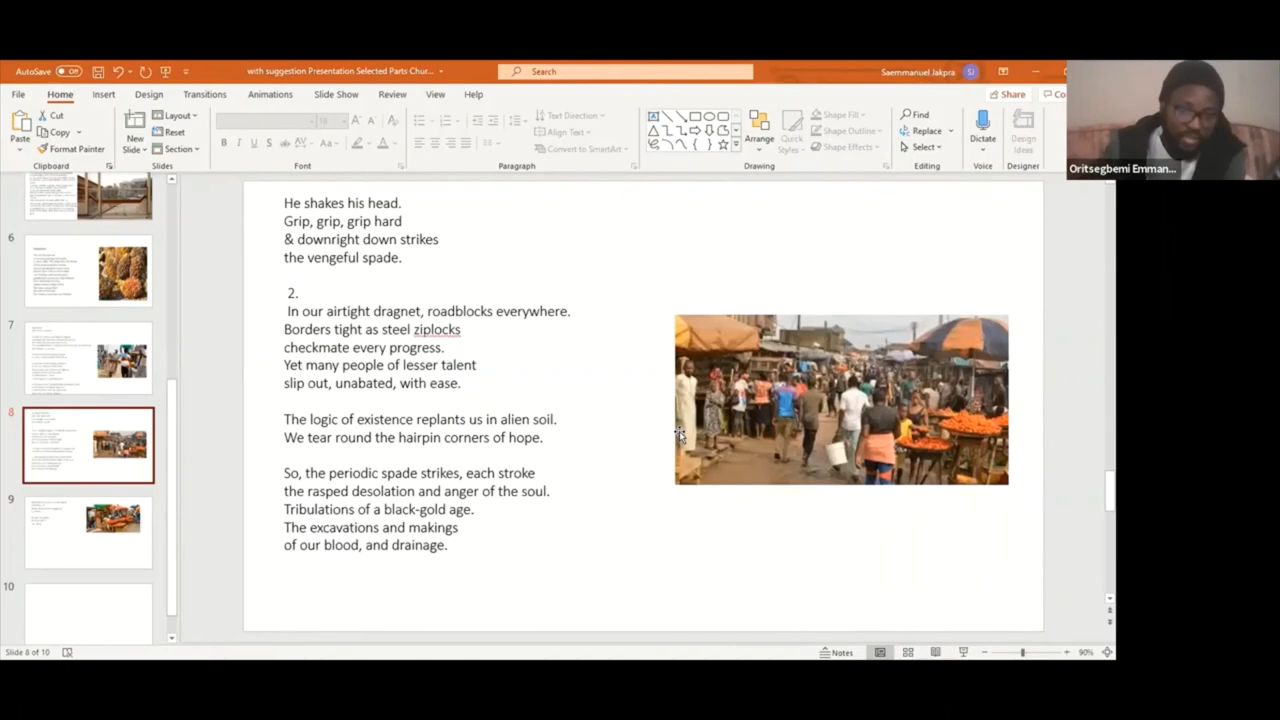 AutoSave Off
with suggestion Presentation Selected Parts Chur...
Search
Saemmanuel Jakpra SJ
File Home Insert Design Transitions Animations Slide Show Review View Help
Share
Co
Paste
Cut
Copy
Format Painter
Clipboard
New Slide
Layout
Reset
Section
Slides
B I U S ab AV Aa A
Font
Text Direction
Align Text
Convert to SmartArt
Paragraph
Arrange
Quick Styles
Shape Fill
Shape Outline
Shape Effects
Drawing
Find
Replace
Select
Editing
Dictate
Voice
Design Ideas
Designer
Oritsegbemi Emman...
6
7
8
9
10
He shakes his head.
Grip, grip, grip hard
& downright down strikes
the vengeful spade.
2.
In our airtight dragnet, roadblocks everywhere.
Borders tight as steel ziplocks
checkmate every progress.
Yet many people of lesser talent
slip out, unabated, with ease.
The logic of existence replants us in alien soil.
We tear round the hairpin corners of hope.
So, the periodic spade strikes, each stroke
the rasped desolation and anger of the soul.
Tribulations of a black-gold age.
The excavations and makings
of our blood, and drainage.
Slide 8 of 10
Notes
90%